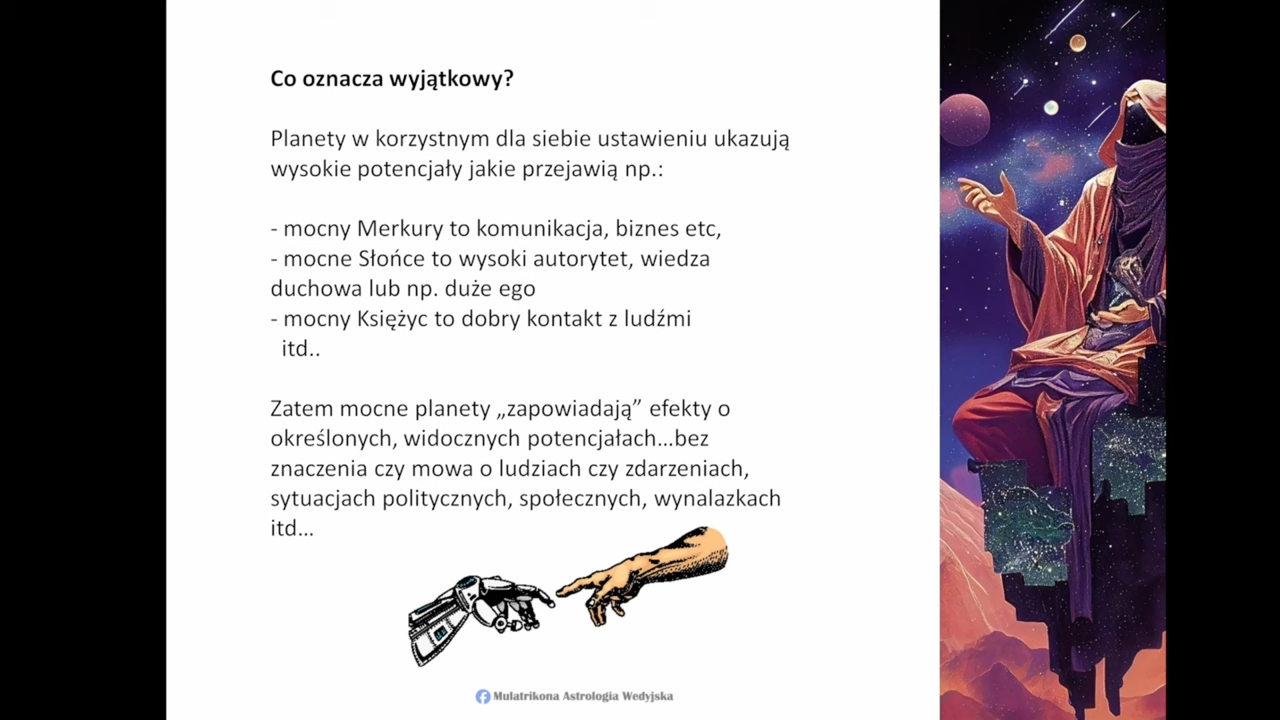 Co oznacza wyjątkowy?
Planety w korzystnym dla siebie ustawieniu ukazują
wysokie potencjały jakie przejawią np.:
- mocny Merkury to komunikacja, biznes etc,
- mocne Słońce to wysoki autorytet, wiedza
duchowa lub np. duże ego
- mocny Księżyc to dobry kontakt z ludźmi
itd..
Zatem mocne planety „zapowiadają” efekty o
określonych, widocznych potencjałach...bez
znaczenia czy mowa o ludziach czy zdarzeniach,
sytuacjach politycznych, społecznych, wynalazkach
itd...
Mulatrikona Astrologia Wedyjska